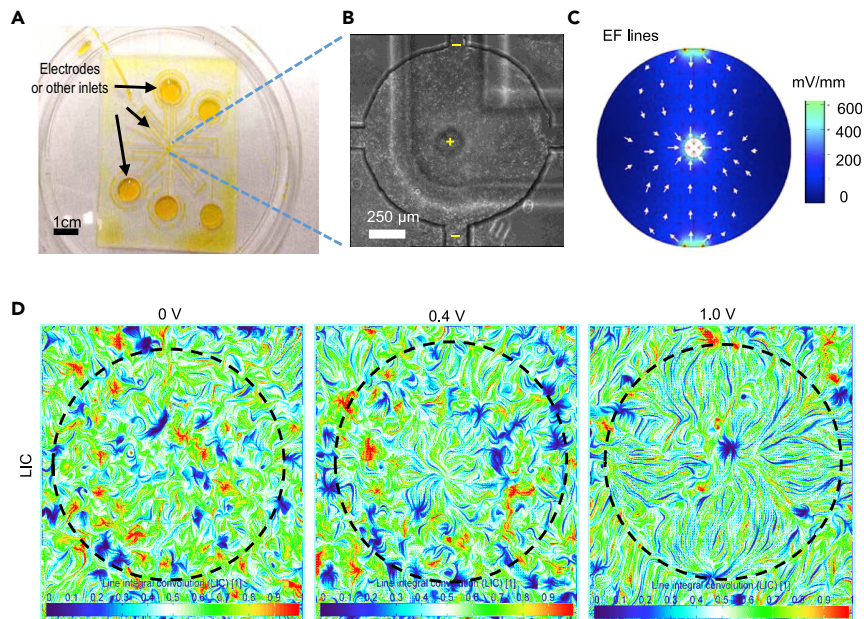 A
B
C
Electrodes
or other inlets
1cm
−
+
−
250 µm
EF lines
mV/mm
600
400
200
0
D
0 V
0.4 V
1.0 V
LIC
Line integral convolution (LIC) [1]
0 0.1 0.2 0.3 0.4 0.5 0.6 0.7 0.8 0.9
Line integral convolution (LIC) [1]
0 0.1 0.2 0.3 0.4 0.5 0.6 0.7 0.8 0.9
Line integral convolution (LIC) [1]
0 0.1 0.2 0.3 0.4 0.5 0.6 0.7 0.8 0.9